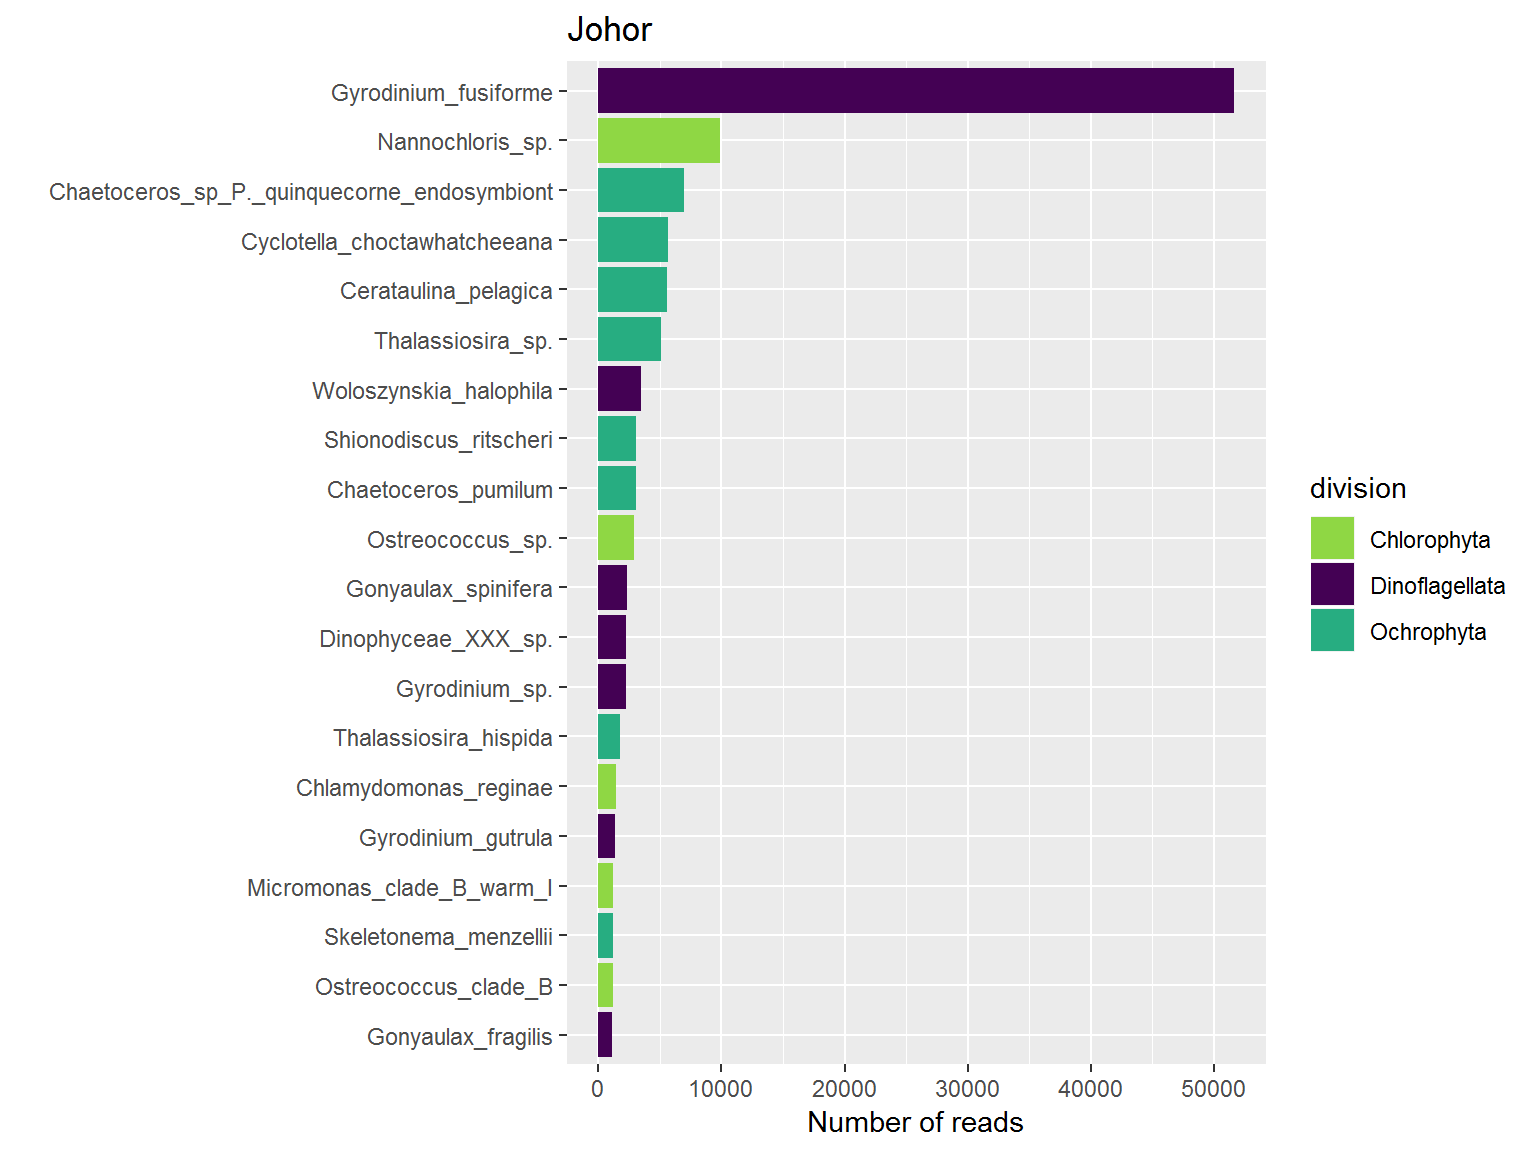 Johor
Gyrodinium_fusiforme
Nannochloris_sp.
Chaetoceros_sp_P._quinquecorne_endosymbiont
Cyclotella_choctawhatcheeana
Cerataulina_pelagica
Thalassiosira_sp.
Woloszynskia_halophila
Shionodiscus_ritscheri
Chaetoceros_pumilum
Ostreococcus_sp.
Gonyaulax_spinifera
Dinophyceae_XXX_sp.
Gyrodinium_sp.
Thalassiosira_hispida
Chlamydomonas_reginae
Gyrodinium_gutrula
Micromonas_clade_B_warm_I
Skeletonema_menzellii
Ostreococcus_clade_B
Gonyaulax_fragilis
0 10000 20000 30000 40000 50000
Number of reads
division
Chlorophyta
Dinoflagellata
Ochrophyta